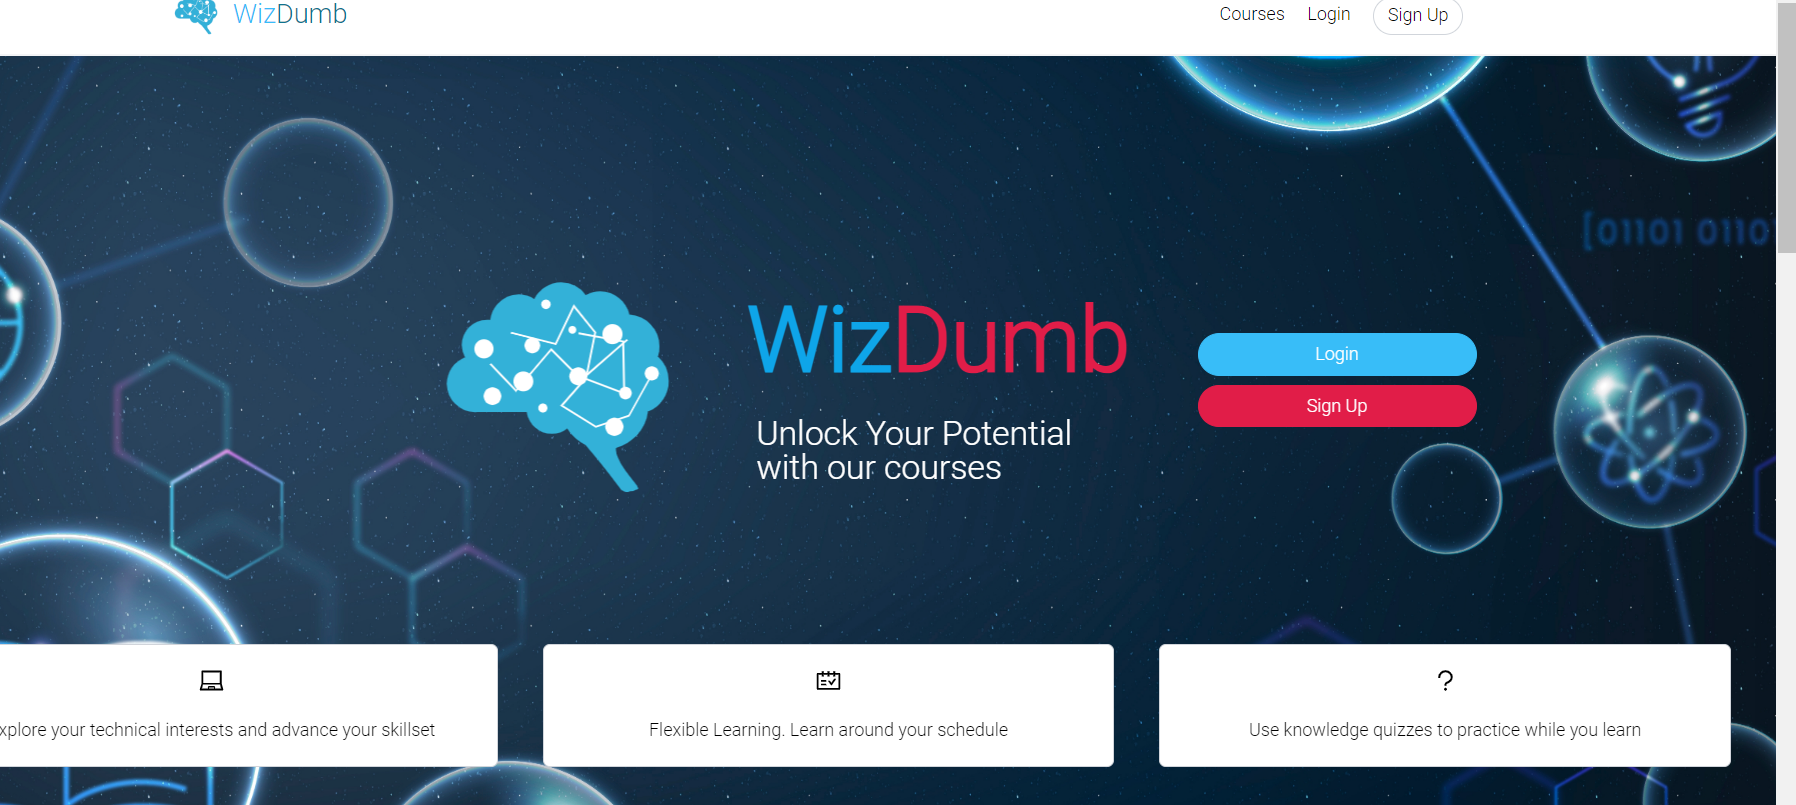 WizDumb
Courses Login Sign Up
[01101 0110
WizDumb
Unlock Your Potential
with our courses
Login
Sign Up
xplore your technical interests and advance your skillset
Flexible Learning. Learn around your schedule
Use knowledge quizzes to practice while you learn